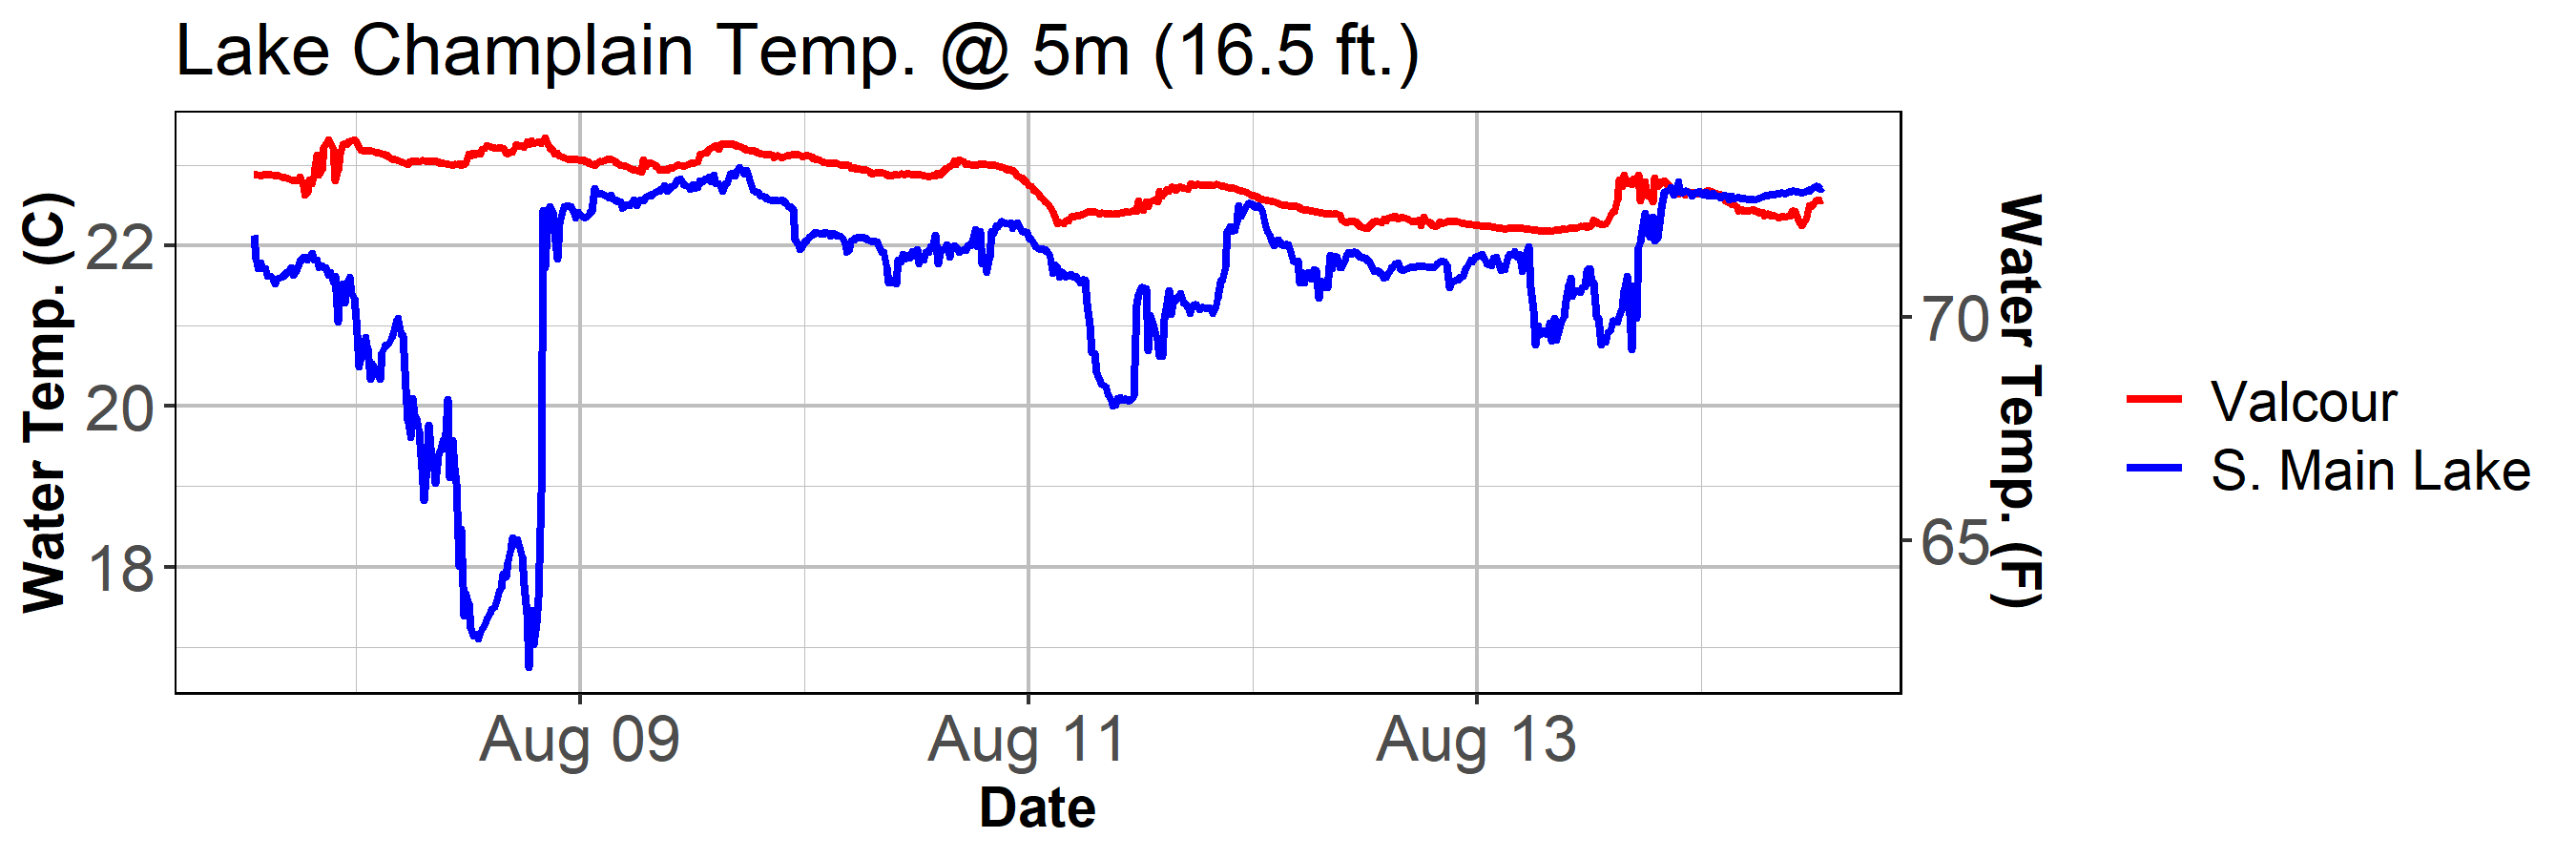 Lake Champlain Temp. @ 5m (16.5 ft.)
Water Temp. (C)
22
20
18
70
65
Water Temp. (F)
Aug 09
Aug 11
Aug 13
Date
Valcour
S. Main Lake